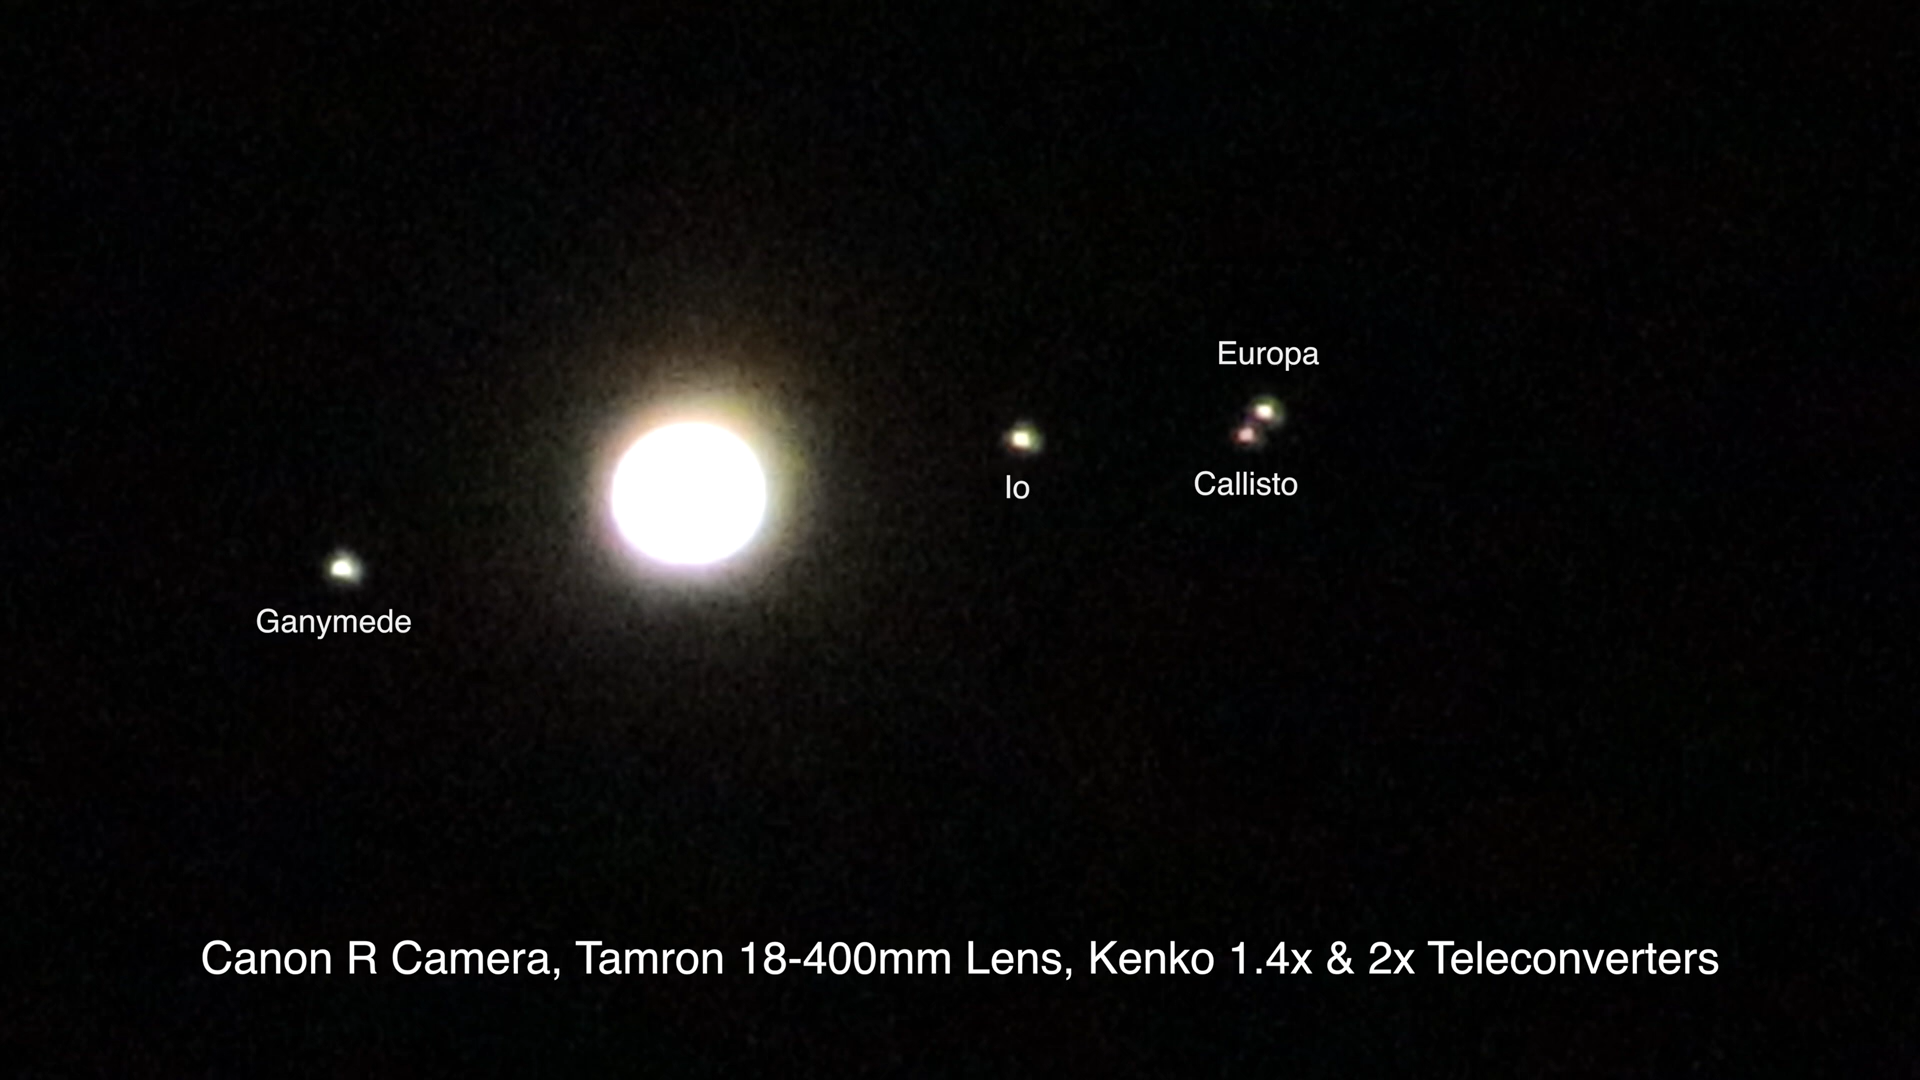 Europa
Io
Callisto
Ganymede
Canon R Camera, Tamron 18-400mm Lens, Kenko 1.4x & 2x Teleconverters